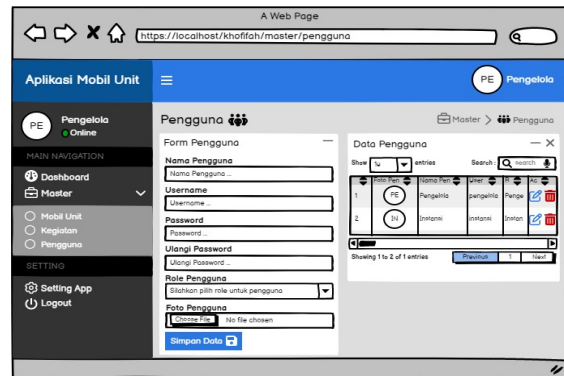 A Web Page
https://localhost/khofifah/master/pengguna
Aplikasi Mobil Unit
PE Pengelola
PE Pengelola
Online
MAIN NAVIGATION
Dashboard
Master
Mobil Unit
Kegiatan
Pengguna
SETTING
Setting App
Logout
Pengguna
Master > Pengguna
Form Pengguna
Nama Pengguna
Nama Pengguna ...
Username
Username ...
Password
Password ...
Ulangi Password
Ulangi Password ...
Role Pengguna
Silahkan pilih role untuk pengguna
Foto Pengguna
Choose File No file chosen
Simpan Data
Data Pengguna
Show entries Search : search
Foto Pen Nama Pen User R Ac
1 PE Pengelola pengelola Penge
2 IN Instansi instansi Instan
Showing 1 to 2 of 1 entries Previous 1 Next